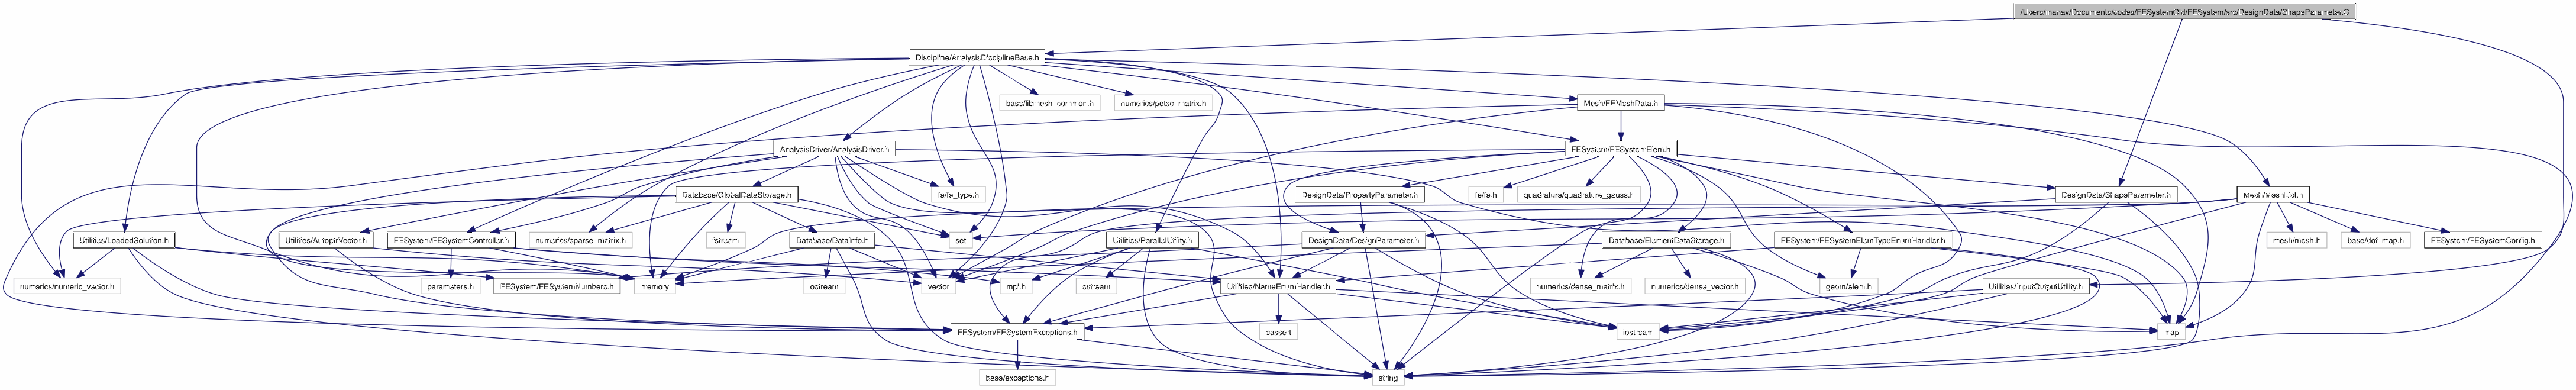 /Users/manav/Documents/codes/FESystemOld/FESystem/src/DesignData/ShapeParameter.C
Discipline/AnalysisDisciplineBase.h
base/libmesh_common.h
numerics/petsc_matrix.h
Mesh/FEMeshData.h
AnalysisDriver/AnalysisDriver.h
FESystem/FESystemElem.h
Database/GlobalDataStorage.h
fe/fe_type.h
DesignData/PropertyParameter.h
fe/fe.h
quadrature/quadrature_gauss.h
DesignData/ShapeParameter.h
Mesh/MeshList.h
Utilities/LoadedSolution.h
Utilities/AutoptrVector.h
FESystem/FESystemController.h
numerics/sparse_matrix.h
fstream
Database/DataInfo.h
set
Utilities/ParallelUtility.h
DesignData/DesignParameter.h
Database/ElementDataStorage.h
FESystem/FESystemElemTypeEnumHandler.h
mesh/mesh.h
base/dof_map.h
FESystem/FESystemConfig.h
numerics/numeric_vector.h
parameters.h
FESystem/FESystemNumbers.h
memory
ostream
vector
mpi.h
sstream
Utilities/NameEnumHandler.h
numerics/dense_matrix.h
numerics/dense_vector.h
geom/elem.h
Utilities/InputOutputUtility.h
FESystem/FESystemExceptions.h
cassert
iostream
map
base/exceptions.h
string